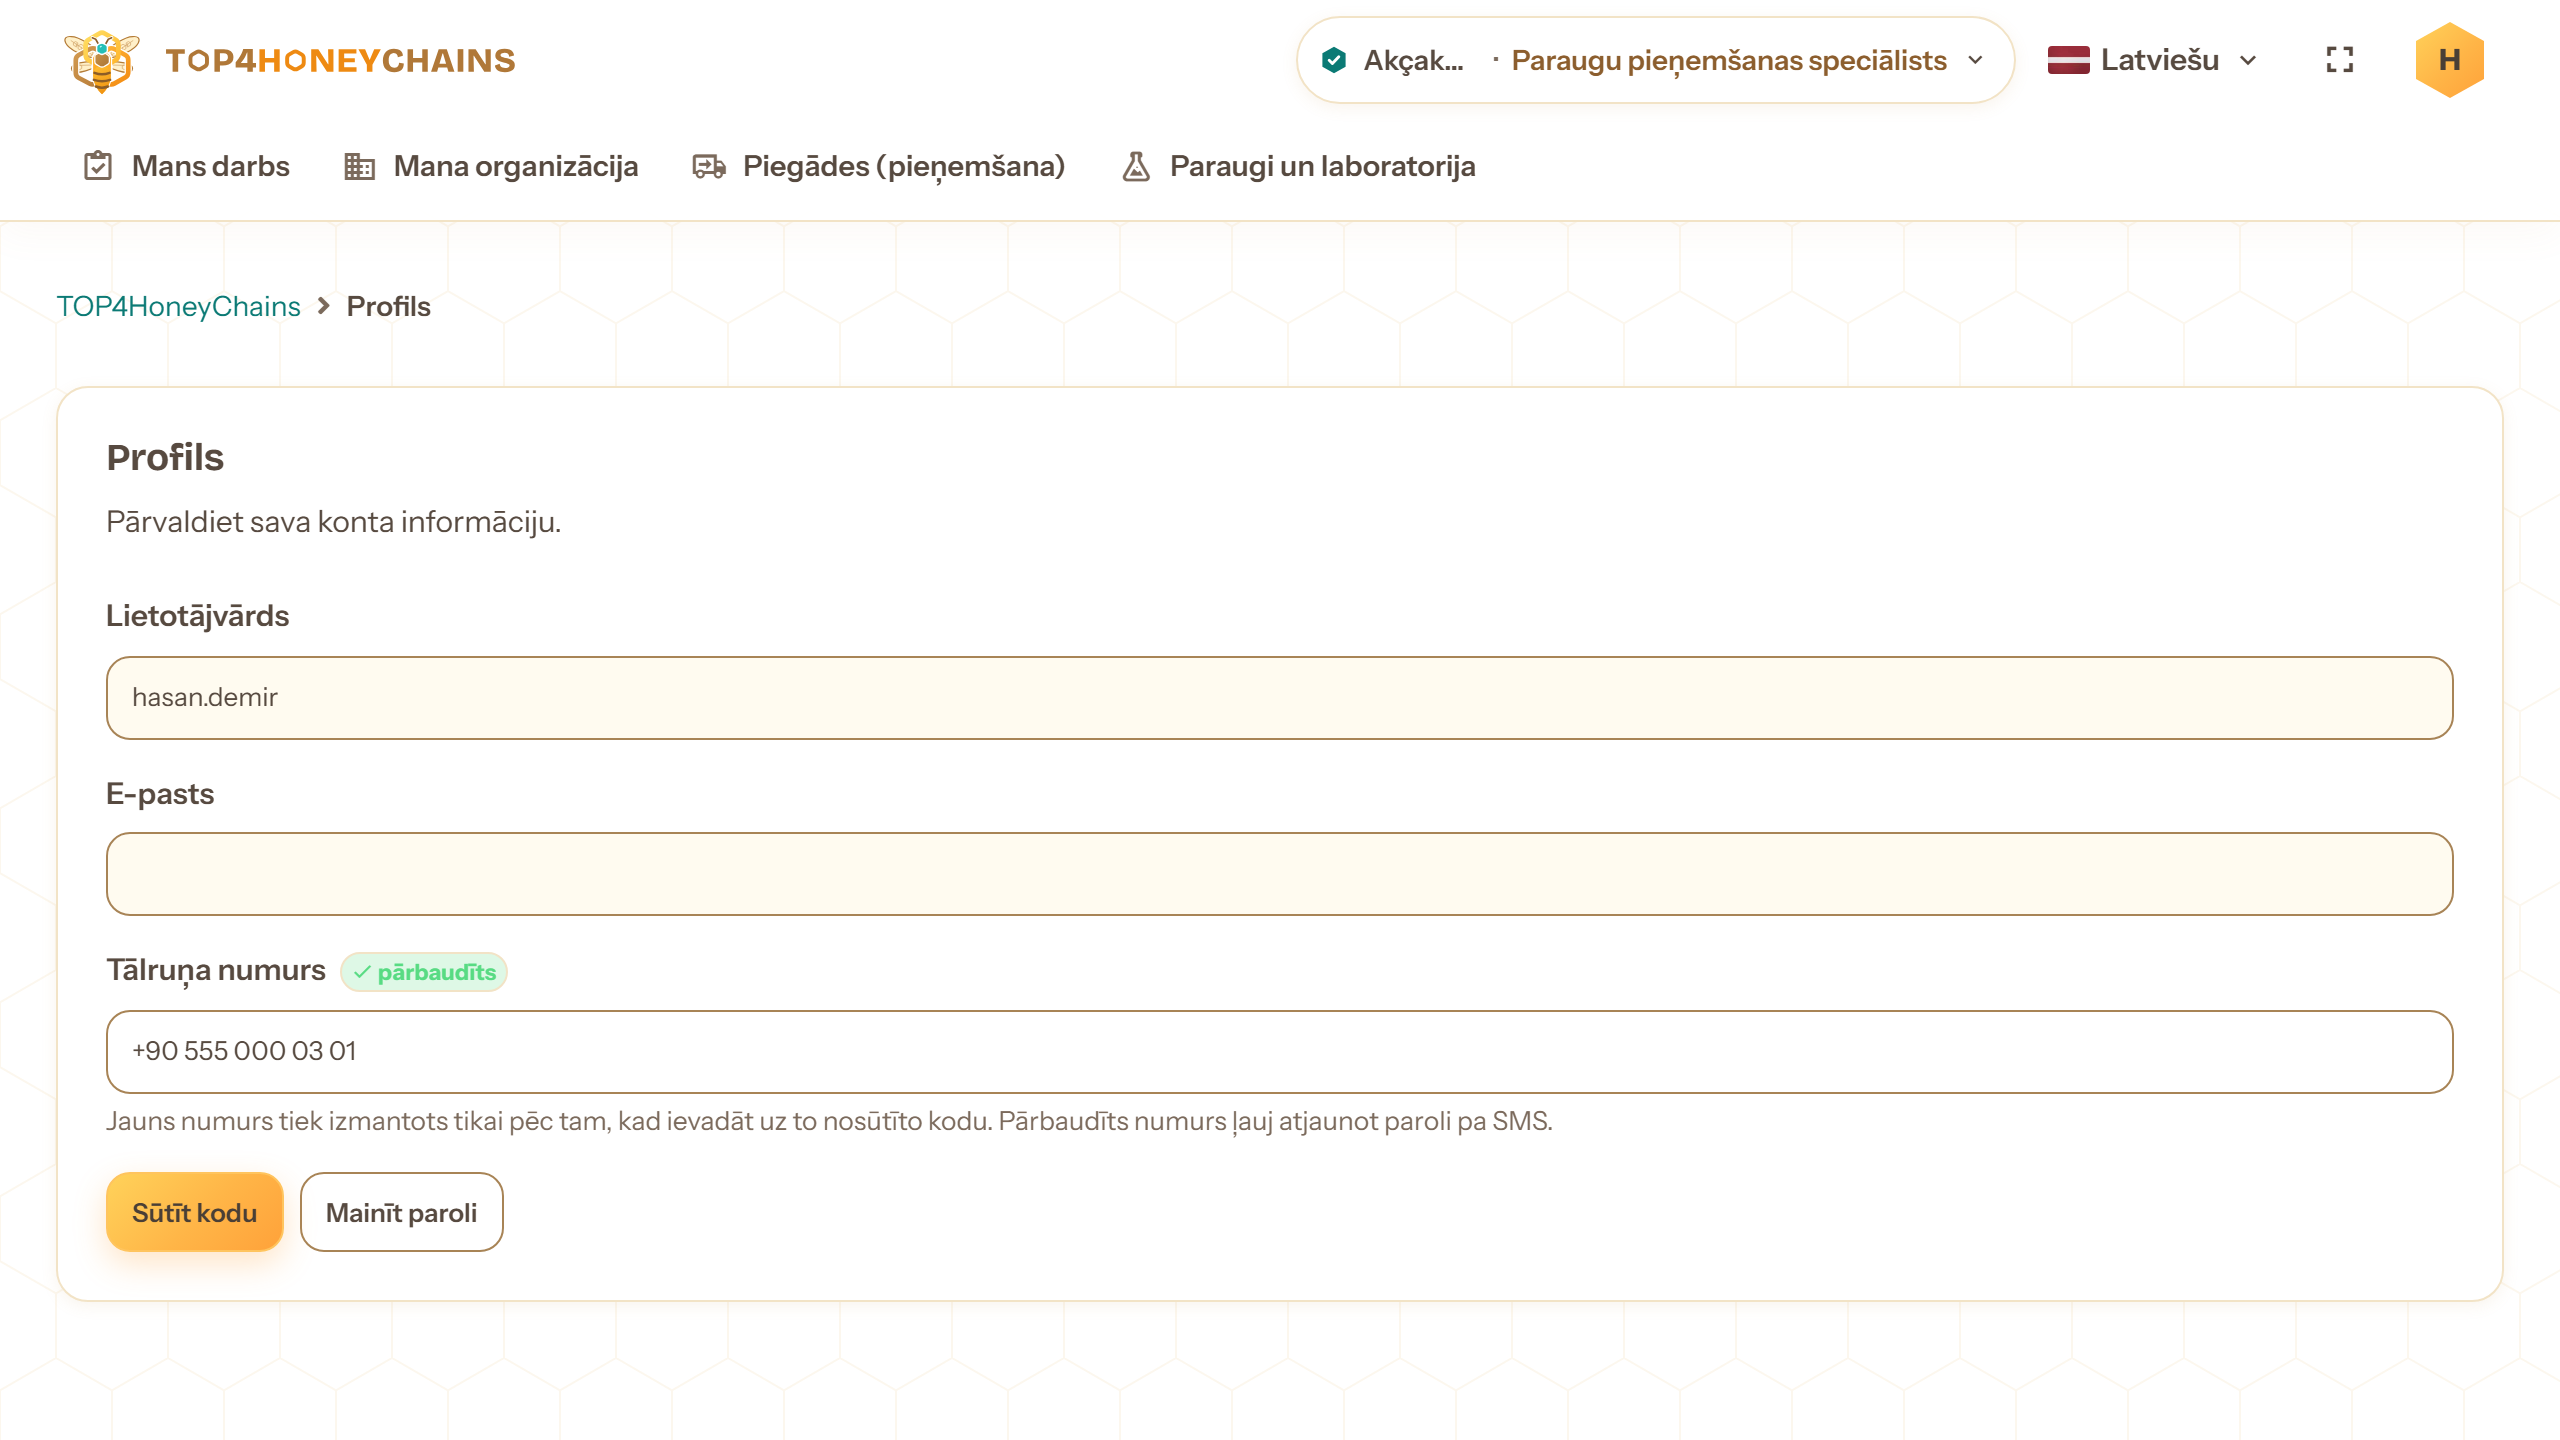 TOP4HONEYCHAINS
Akçak... · Paraugu pieņemšanas speciālists
Latviešu
H
Mans darbs
Mana organizācija
Piegādes (pieņemšana)
Paraugi un laboratorija
TOP4HoneyChains > Profils
Profils
Pārvaldiet sava konta informāciju.
Lietotājvārds
hasan.demir
E-pasts
Tālruņa numurs pārbaudīts
+90 555 000 03 01
Jauns numurs tiek izmantots tikai pēc tam, kad ievadāt uz to nosūtīto kodu. Pārbaudīts numurs ļauj atjaunot paroli pa SMS.
Sūtīt kodu
Mainīt paroli